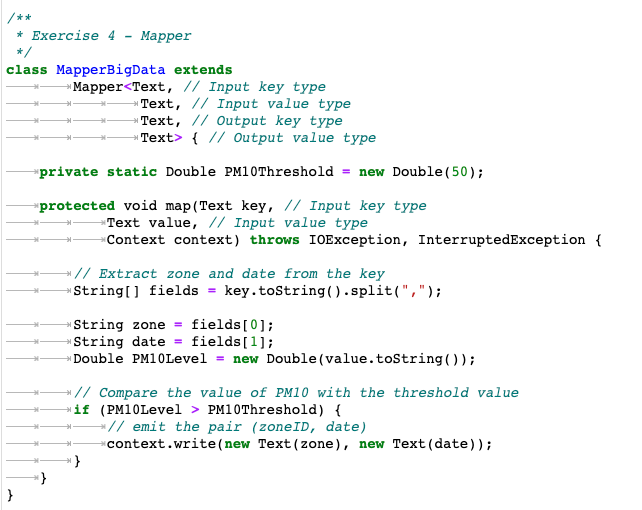 /**
 * Exercise 4 - Mapper
 */
class MapperBigData extends
Mapper<Text, // Input key type
Text, // Input value type
Text, // Output key type
Text> { // Output value type
private static Double PM10Threshold = new Double(50);
protected void map(Text key, // Input key type
Text value, // Input value type
Context context) throws IOException, InterruptedException {
// Extract zone and date from the key
String[] fields = key.toString().split(",");
String zone = fields[0];
String date = fields[1];
Double PM10Level = new Double(value.toString());
// Compare the value of PM10 with the threshold value
if (PM10Level > PM10Threshold) {
// emit the pair (zoneID, date)
context.write(new Text(zone), new Text(date));
}
}
}